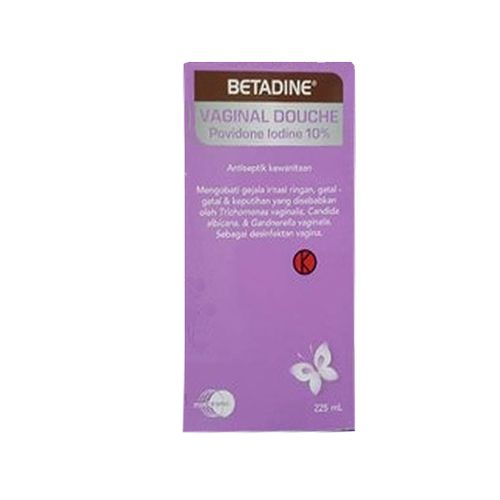 BETADINE®
VAGINAL DOUCHE
Povidone Iodine 10%
Antiseptik kewanitaan
Mengobati gejala iritasi ringan, gatal -
gatal & keputihan yang disebabkan
oleh Trichomonas vaginalis, Candida
albicans, & Gardnerella vaginalis.
Sebagai desinfektan vagina.
K
225 mL